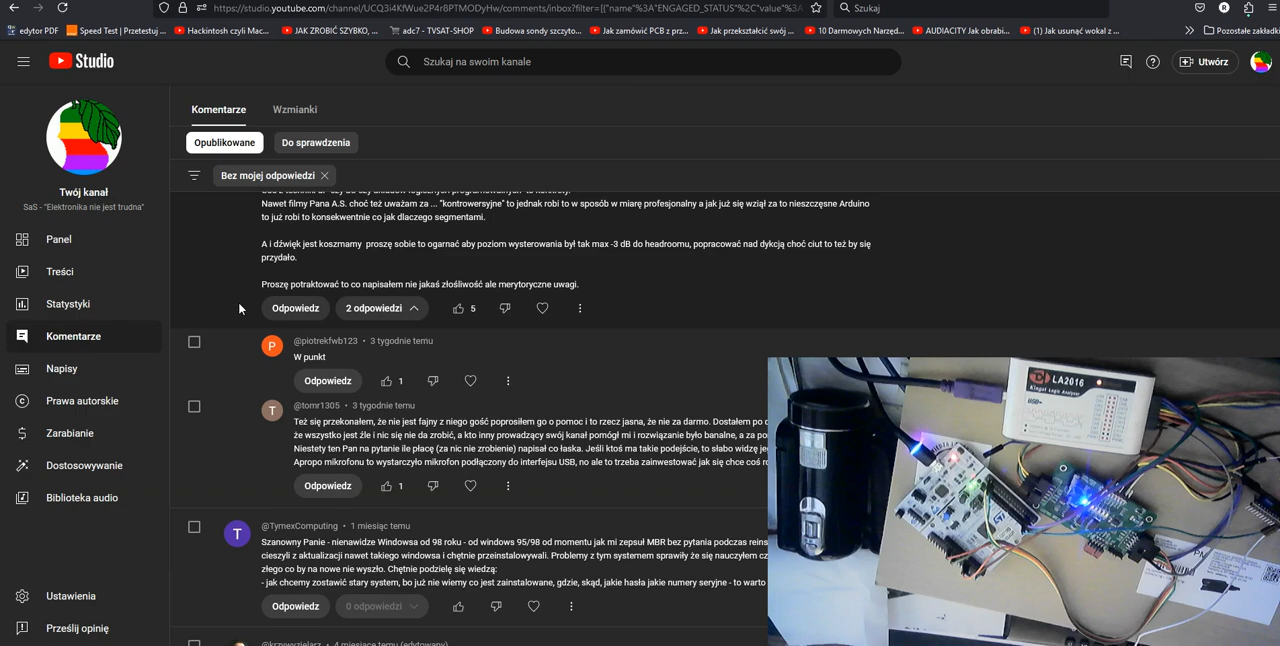 https://studio.youtube.com/channel/UCQ3i4KfWue2P4r8PTMODyHw/comments/inbox?filter=[{"name"%3A"ENGAGED_STATUS"%2C"value"%3A
Szukaj
edytor PDF
Speed Test | Przetestuj ...
Hackintosh czyli Mac...
JAK ZROBIĆ SZYBKO, ...
adc7 - TVSAT-SHOP
Budowa sondy szczyto...
Jak zamówić PCB z prz...
Jak przekształcić swój ...
10 Darmowych Narzęd...
AUDIACITY Jak obrabi...
(1) Jak usunąć wokal z ...
Pozostałe zakładki
Studio
Szukaj na swoim kanale
Utwórz
Twój kanał
SaS - "Elektronika nie jest trudna"
Panel
Treści
Statystyki
Komentarze
Napisy
Prawa autorskie
Zarabianie
Dostosowywanie
Biblioteka audio
Ustawienia
Prześlij opinię
Komentarze
Wzmianki
Opublikowane
Do sprawdzenia
Bez mojej odpowiedzi
Nawet filmy Pana A.S. choć też uważam za ... "kontrowersyjne" to jednak robi to w sposób w miarę profesjonalny a jak już się wziął za to nieszczęsne Arduino
to już robi to konsekwentnie co jak dlaczego segmentami.
A i dźwięk jest koszmarny proszę sobie to ogarnąć aby poziom wysterowania był tak max -3 dB do headroomu, popracować nad dykcją choć ciut to też by się
przydało.
Proszę potraktować to co napisałem nie jakaś złośliwość ale merytoryczne uwagi.
Odpowiedz
2 odpowiedzi
5
P
@piotrekfwb123 • 3 tygodnie temu
W punkt
Odpowiedz
1
T
@tomr1305 • 3 tygodnie temu
Też się przekonałem, że nie jest fajny z niego gość poprosiłem go o pomoc i to rzecz jasna, że nie za darmo. Dostałem po d
że wszystko jest źle i nic się nie da zrobić, a kto inny prowadzący swój kanał pomógł mi i rozwiązanie było banalne, a za po
Niestety ten Pan na pytanie ile płacę (za nic nie zrobienie) napisał co łaska. Jeśli ktoś ma takie podejście, to słabo widzę je
Apropo mikrofonu to wystarczyło mikrofon podłączony do interfejsu USB, no ale to trzeba zainwestować jak się chce coś ro
Odpowiedz
1
T
@TymexComputing • 1 miesiąc temu
Szanowny Panie - nienawidze Windowsa od 98 roku - od windows 95/98 od momentu jak mi zepsuł MBR bez pytania podczas reins
cieszyli z aktualizacji nawet takiego windowsa i chętnie przeinstalowywali. Problemy z tym systemem sprawiły że się nauczyłem c
złego co by na nowe nie wyszło. Chętnie podzielę się wiedzą:
- jak chcemy zostawić stary system, bo już nie wiemy co jest zainstalowane, gdzie, skąd, jakie hasła jakie numery seryjne - to warto
Odpowiedz
0 odpowiedzi
@krzywyzielarz • 4 miesiące temu (edytowany)
LA2016
Kingst Logic Analyzer
USB